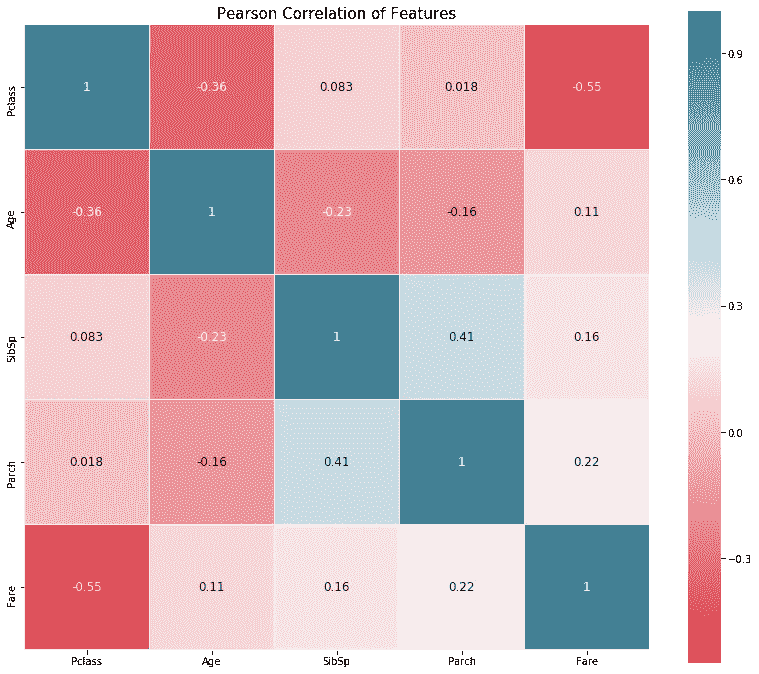 Pearson Correlation of Features
Pclass 1 -0.36 0.083 0.018 -0.55
Age -0.36 1 -0.23 -0.16 0.11
SibSp 0.083 -0.23 1 0.41 0.16
Parch 0.018 -0.16 0.41 1 0.22
Fare -0.55 0.11 0.16 0.22 1
Pclass Age SibSp Parch Fare
0.9
0.6
0.3
0.0
−0.3